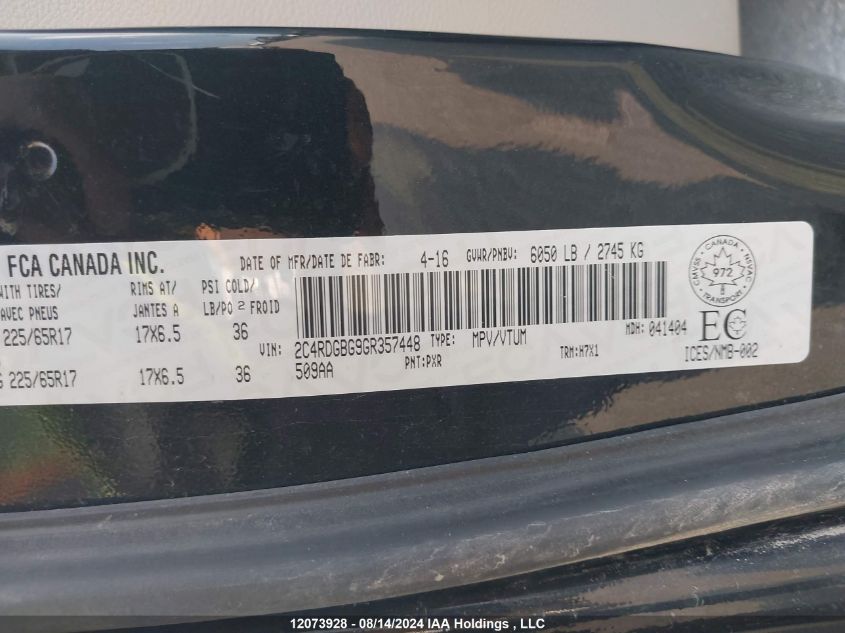 FCA CANADA INC. DATE OF MFR/DATE DE FABR: 4-16 GVWR/PNBV: 6050 LB / 2745 KG
WITH TIRES/ RIMS AT/ PSI COLD/
AVEC PNEUS JANTES A LB/PO 2 FROID
225/65R17 17X6.5 36
VIN: 2C4RDGBG9GR357448 TYPE: MPV/VTUM MDH: 041404
225/65R17 17X6.5 36 509AA PNT: PXR TRM: H7X1
CMVSS - CANADA - NSVAC
972
8
TRANSPORT
EC
ICES/NMB-002
12073928 - 08/14/2024 IAA Holdings , LLC